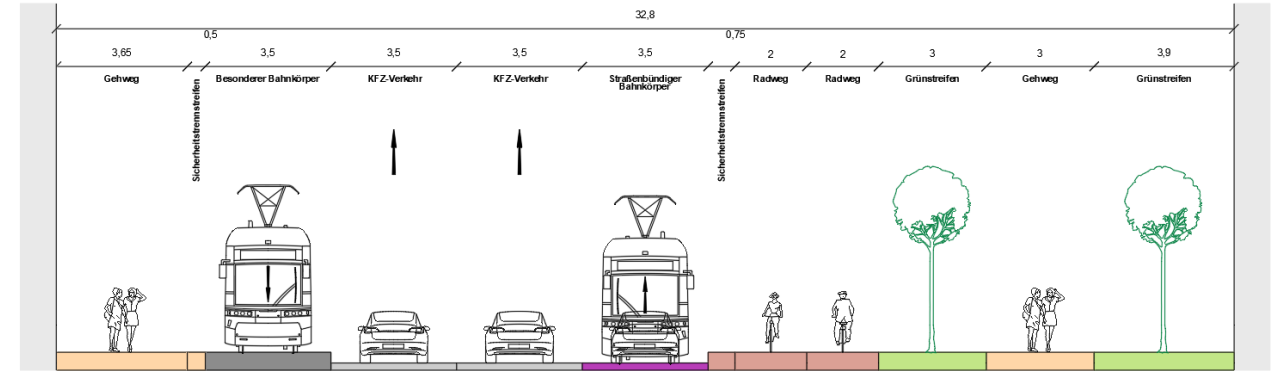 32,8
0,5
0,75
3,65
3,5
3,5
3,5
3,5
2
2
3
3
3,9
Gehweg
Sicherheitstrennstreifen
Besonderer Bahnkörper
KFZ-Verkehr
KFZ-Verkehr
Straßenbündiger
Bahnkörper
Sicherheitstrennstreifen
Radweg
Radweg
Grünstreifen
Gehweg
Grünstreifen